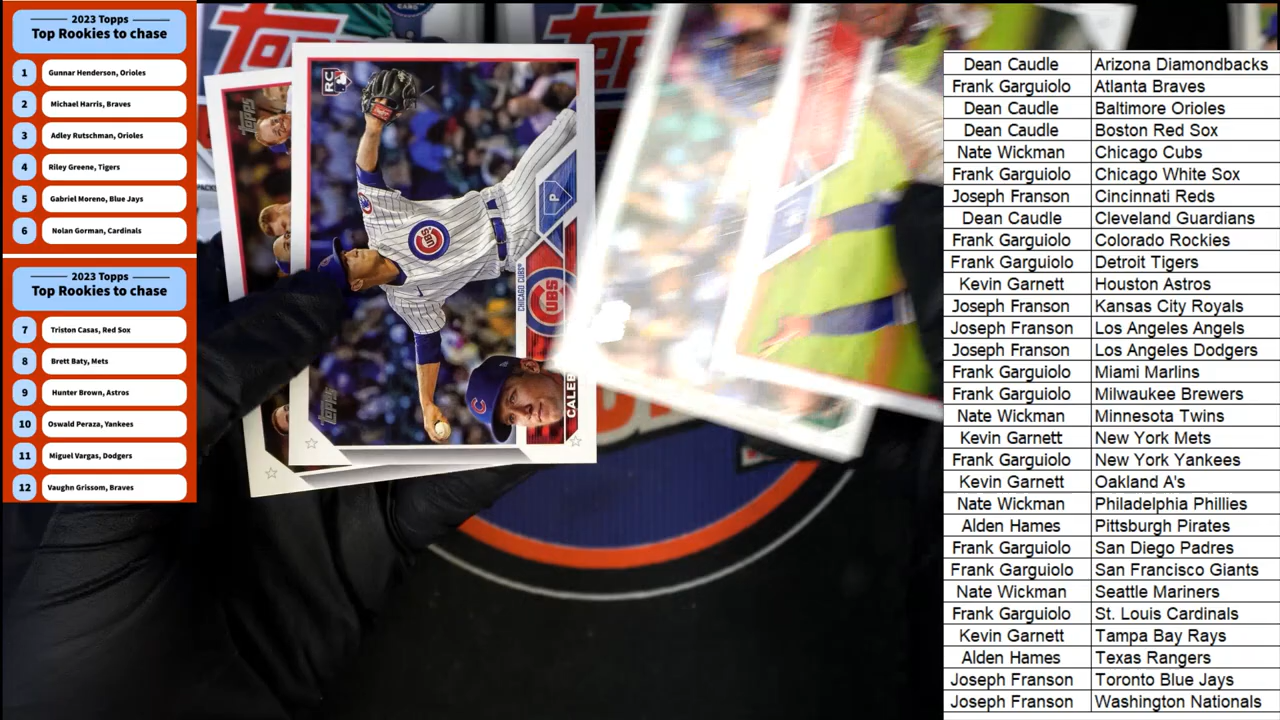 2023 Topps
Top Rookies to chase
1 Gunnar Henderson, Orioles
2 Michael Harris, Braves
3 Adley Rutschman, Orioles
4 Riley Greene, Tigers
5 Gabriel Moreno, Blue Jays
6 Nolan Gorman, Cardinals
2023 Topps
Top Rookies to chase
7 Triston Casas, Red Sox
8 Brett Baty, Mets
9 Hunter Brown, Astros
10 Oswald Peraza, Yankees
11 Miguel Vargas, Dodgers
12 Vaughn Grissom, Braves
topps
RC
P
CUBS
CHICAGO CUBS
CUBS
topps
CALEB
Dean Caudle Arizona Diamondbacks
Frank Garguiolo Atlanta Braves
Dean Caudle Baltimore Orioles
Dean Caudle Boston Red Sox
Nate Wickman Chicago Cubs
Frank Garguiolo Chicago White Sox
Joseph Franson Cincinnati Reds
Dean Caudle Cleveland Guardians
Frank Garguiolo Colorado Rockies
Frank Garguiolo Detroit Tigers
Kevin Garnett Houston Astros
Joseph Franson Kansas City Royals
Joseph Franson Los Angeles Angels
Joseph Franson Los Angeles Dodgers
Frank Garguiolo Miami Marlins
Frank Garguiolo Milwaukee Brewers
Nate Wickman Minnesota Twins
Kevin Garnett New York Mets
Frank Garguiolo New York Yankees
Kevin Garnett Oakland A's
Nate Wickman Philadelphia Phillies
Alden Hames Pittsburgh Pirates
Frank Garguiolo San Diego Padres
Frank Garguiolo San Francisco Giants
Nate Wickman Seattle Mariners
Frank Garguiolo St. Louis Cardinals
Kevin Garnett Tampa Bay Rays
Alden Hames Texas Rangers
Joseph Franson Toronto Blue Jays
Joseph Franson Washington Nationals